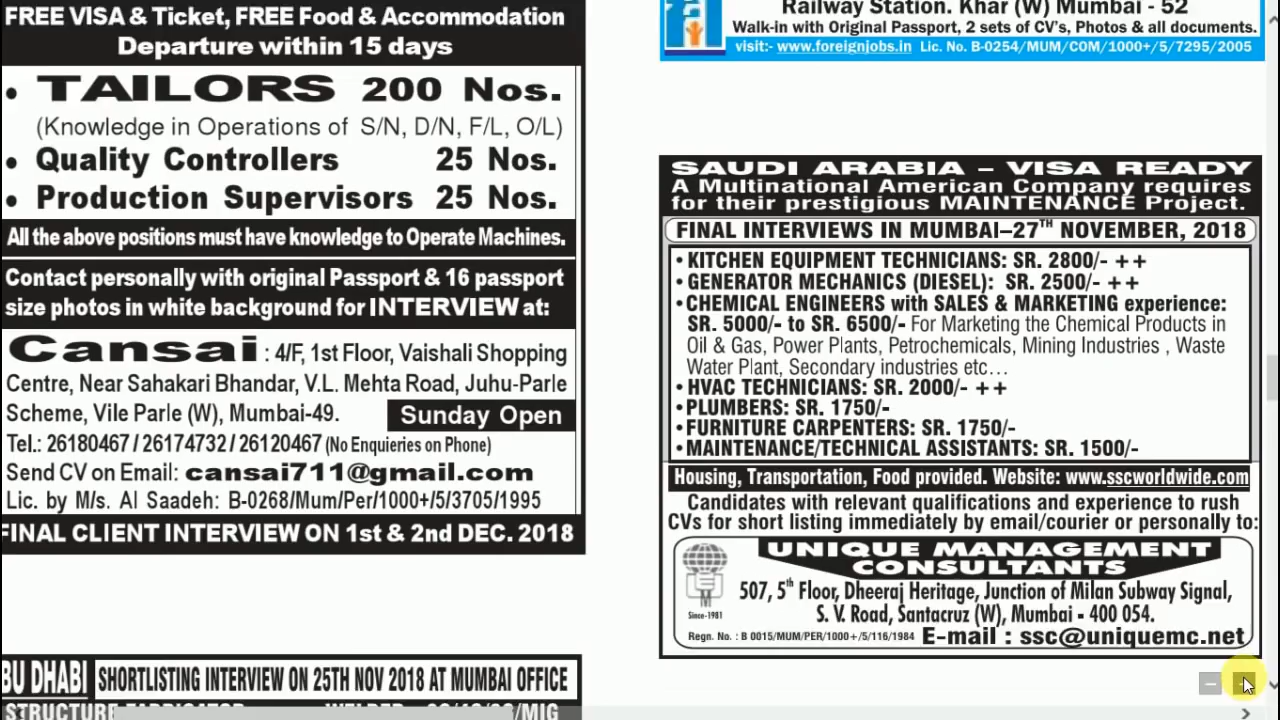 FREE VISA & Ticket, FREE Food & Accommodation
Departure within 15 days
• TAILORS 200 Nos.
(Knowledge in Operations of S/N, D/N, F/L, O/L)
• Quality Controllers 25 Nos.
• Production Supervisors 25 Nos.
All the above positions must have knowledge to Operate Machines.
Contact personally with original Passport & 16 passport
size photos in white background for INTERVIEW at:
Cansai : 4/F, 1st Floor, Vaishali Shopping
Centre, Near Sahakari Bhandar, V.L. Mehta Road, Juhu-Parle
Scheme, Vile Parle (W), Mumbai-49. Sunday Open
Tel.: 26180467 / 26174732 / 26120467 (No Enquieries on Phone)
Send CV on Email: cansai711@gmail.com
Lic. by M/s. Al Saadeh: B-0268/Mum/Per/1000+/5/3705/1995
FINAL CLIENT INTERVIEW ON 1st & 2nd DEC. 2018
BU DHABI SHORTLISTING INTERVIEW ON 25TH NOV 2018 AT MUMBAI OFFICE
STRUCTURE FABRICATOR
Railway Station. Khar (W) Mumbai - 52
Walk-in with Original Passport, 2 sets of CV's, Photos & all documents.
visit:- www.foreignjobs.in Lic. No. B-0254/MUM/COM/1000+/5/7295/2005
SAUDI ARABIA – VISA READY
A Multinational American Company requires
for their prestigious MAINTENANCE Project.
FINAL INTERVIEWS IN MUMBAI–27TH NOVEMBER, 2018
• KITCHEN EQUIPMENT TECHNICIANS: SR. 2800/- ++
• GENERATOR MECHANICS (DIESEL): SR. 2500/- ++
• CHEMICAL ENGINEERS with SALES & MARKETING experience:
SR. 5000/- to SR. 6500/- For Marketing the Chemical Products in
Oil & Gas, Power Plants, Petrochemicals, Mining Industries , Waste
Water Plant, Secondary industries etc...
• HVAC TECHNICIANS: SR. 2000/- ++
• PLUMBERS: SR. 1750/-
• FURNITURE CARPENTERS: SR. 1750/-
• MAINTENANCE/TECHNICAL ASSISTANTS: SR. 1500/-
Housing, Transportation, Food provided. Website: www.sscworldwide.com
Candidates with relevant qualifications and experience to rush
CVs for short listing immediately by email/courier or personally to:
UNIQUE MANAGEMENT
CONSULTANTS
Since-1981
507, 5th Floor, Dheeraj Heritage, Junction of Milan Subway Signal,
S. V. Road, Santacruz (W), Mumbai - 400 054.
Regn. No. : B 0015/MUM/PER/1000+/5/116/1984 E-mail : ssc@uniquemc.net